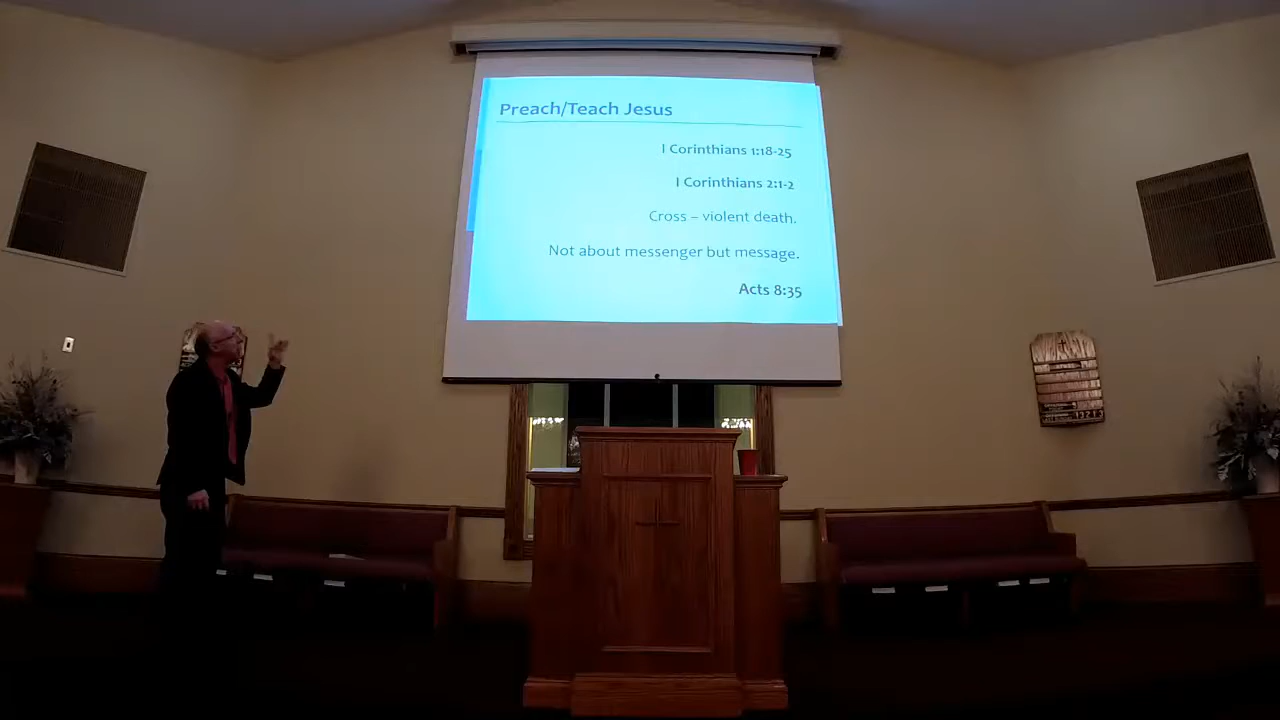 Preach/Teach Jesus
I Corinthians 1:18-25
I Corinthians 2:1-2
Cross – violent death.
Not about messenger but message.
Acts 8:35